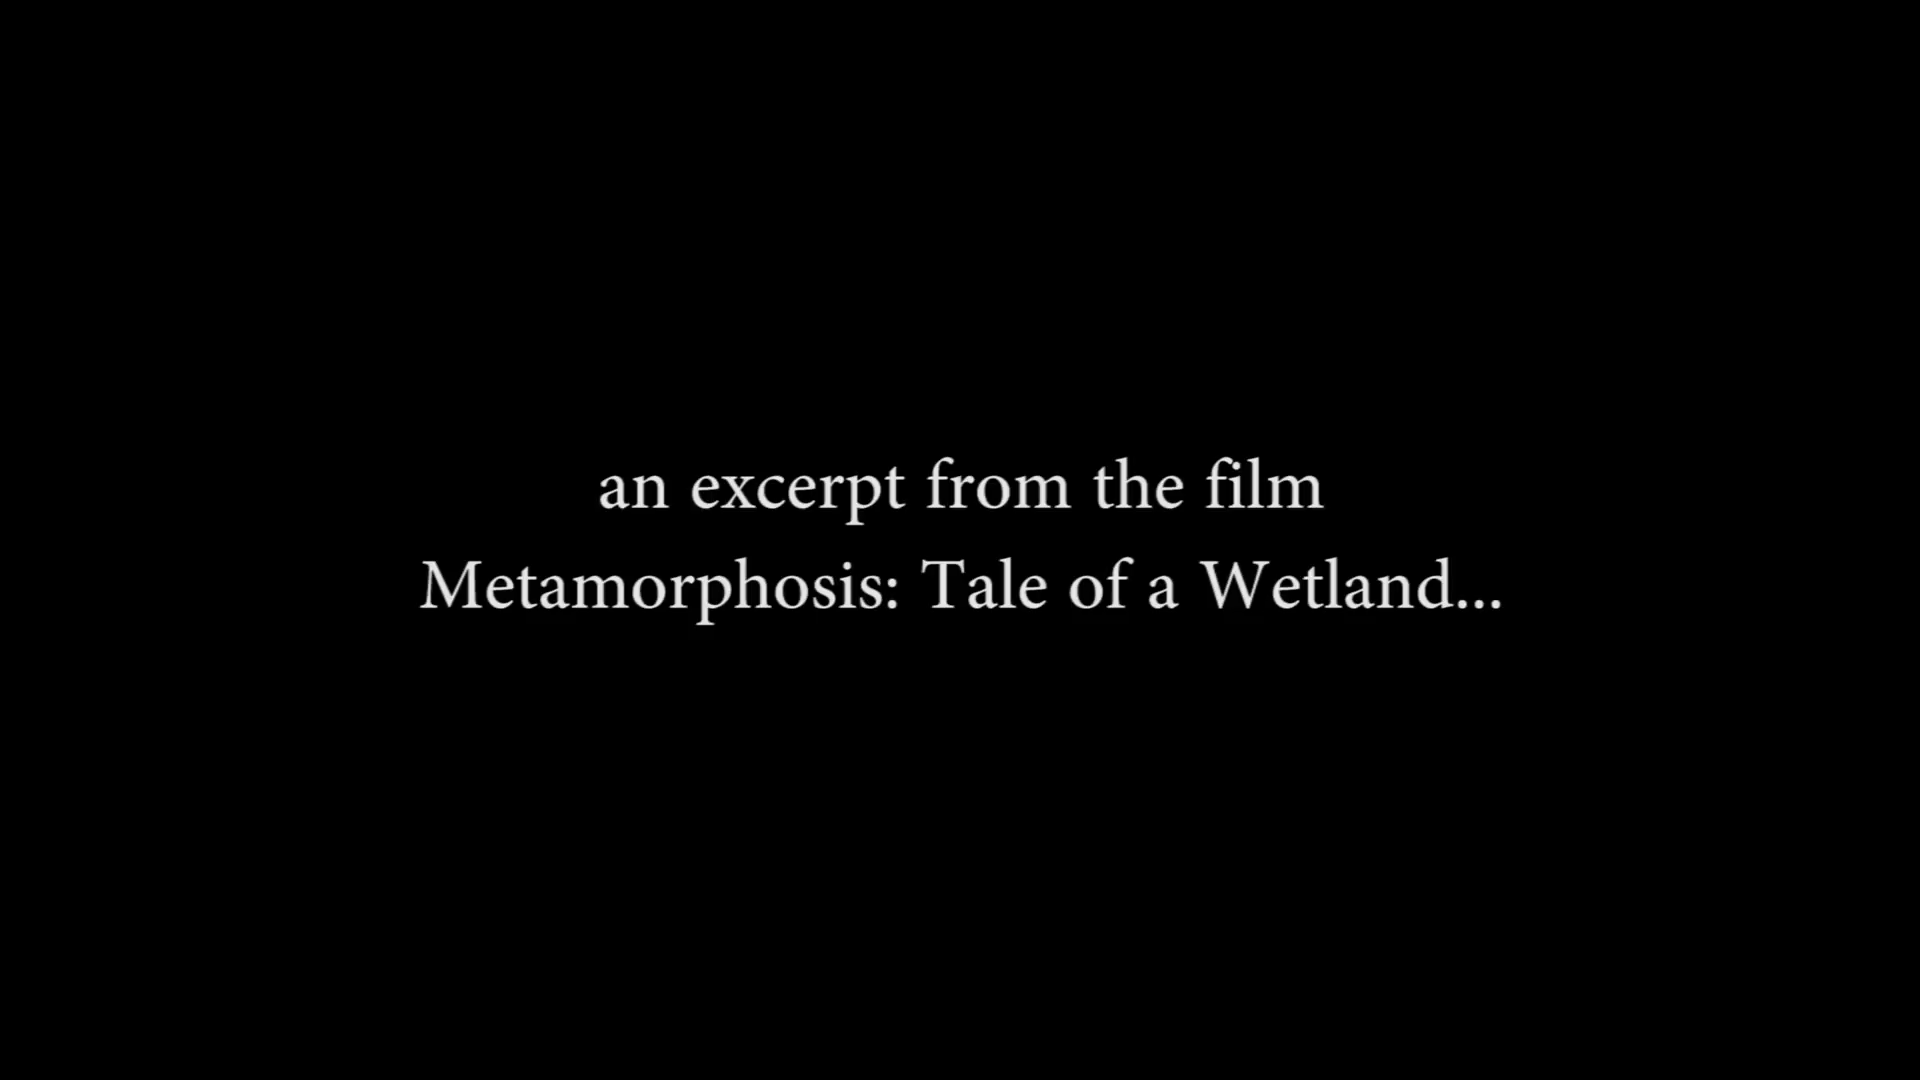 an excerpt from the film
Metamorphosis: Tale of a Wetland...